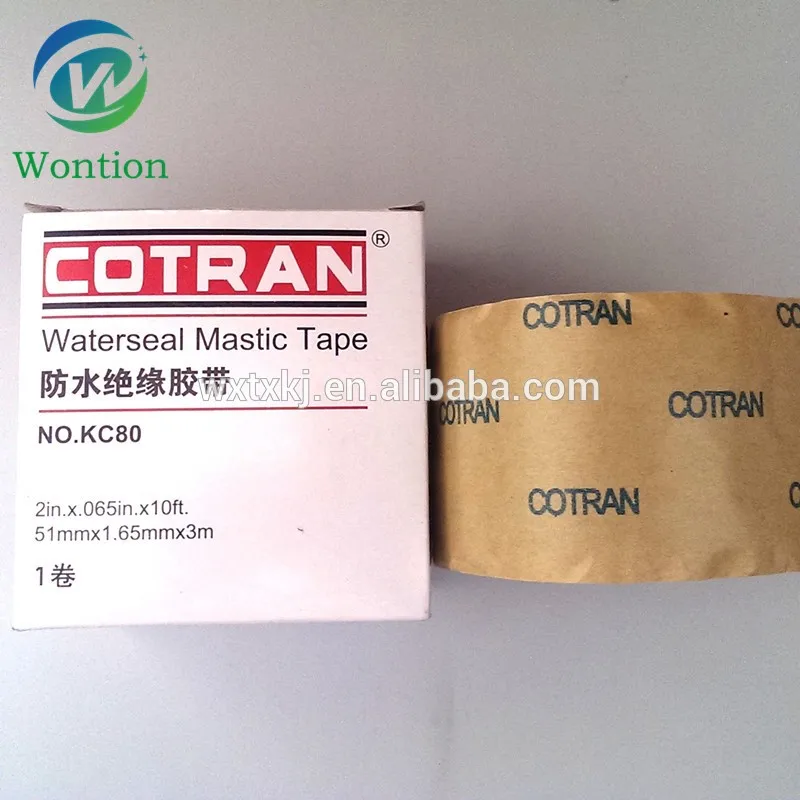 W
Wontion
COTRAN®
Waterseal Mastic Tape
防水绝缘胶带
NO.KC80
2in.x.065in.x10ft.
51mmx1.65mmx3m
1卷
COTRAN
CO
COTRAN
COTRAN
COTRAN
C
wxtxkj.en.alibaba.com